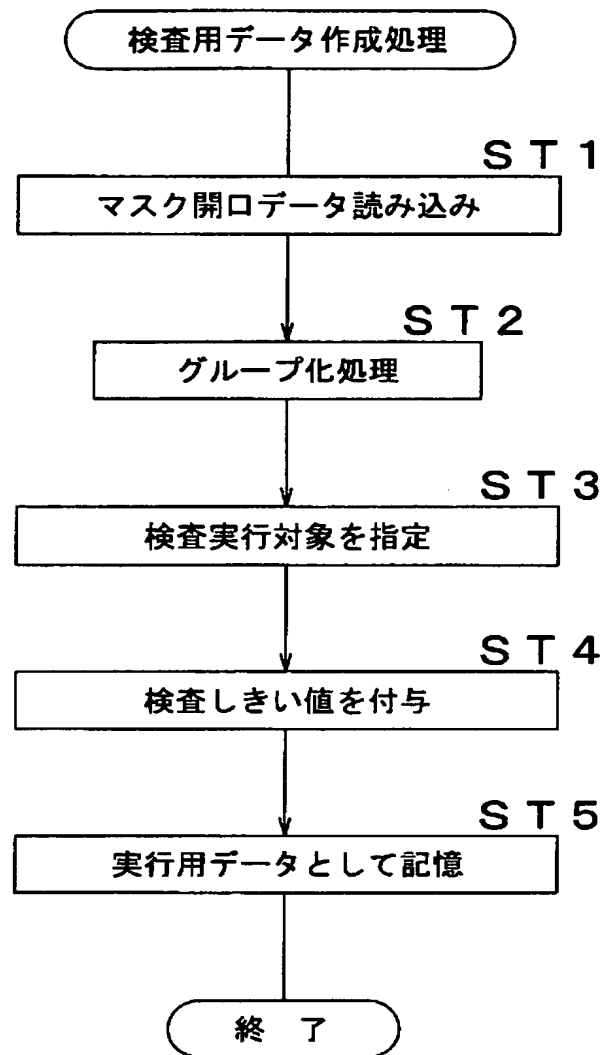 検査用データ作成処理
ＳＴ１
マスク開口データ読み込み
ＳＴ２
グループ化処理
ＳＴ３
検査実行対象を指定
ＳＴ４
検査しきい値を付与
ＳＴ５
実行用データとして記憶
終　了